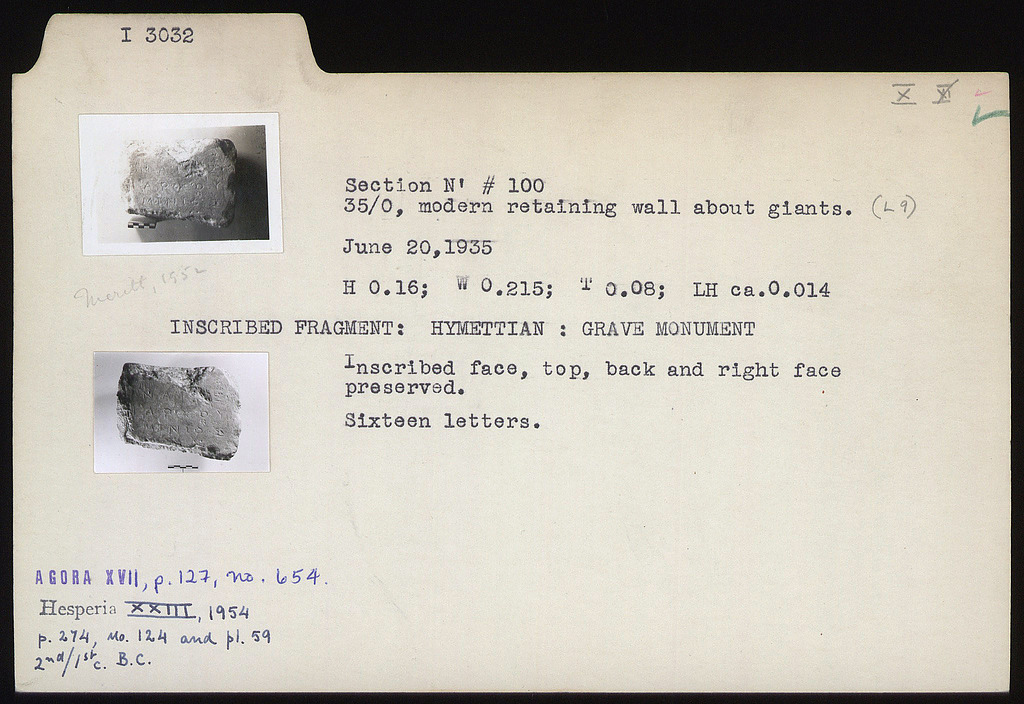 I 3032
X
Section N' # 100
35/O, modern retaining wall about giants. (L 9)
June 20,1935
Meritt, 1952
H 0.16; W 0.215; T 0.08; LH ca.0.014
INSCRIBED FRAGMENT: HYMETTIAN : GRAVE MONUMENT
Inscribed face, top, back and right face
preserved.
Sixteen letters.
AGORA XVII, p. 127, no. 654.
Hesperia XXIII, 1954
p. 274, no. 124 and pl. 59
2nd/1st c. B.C.